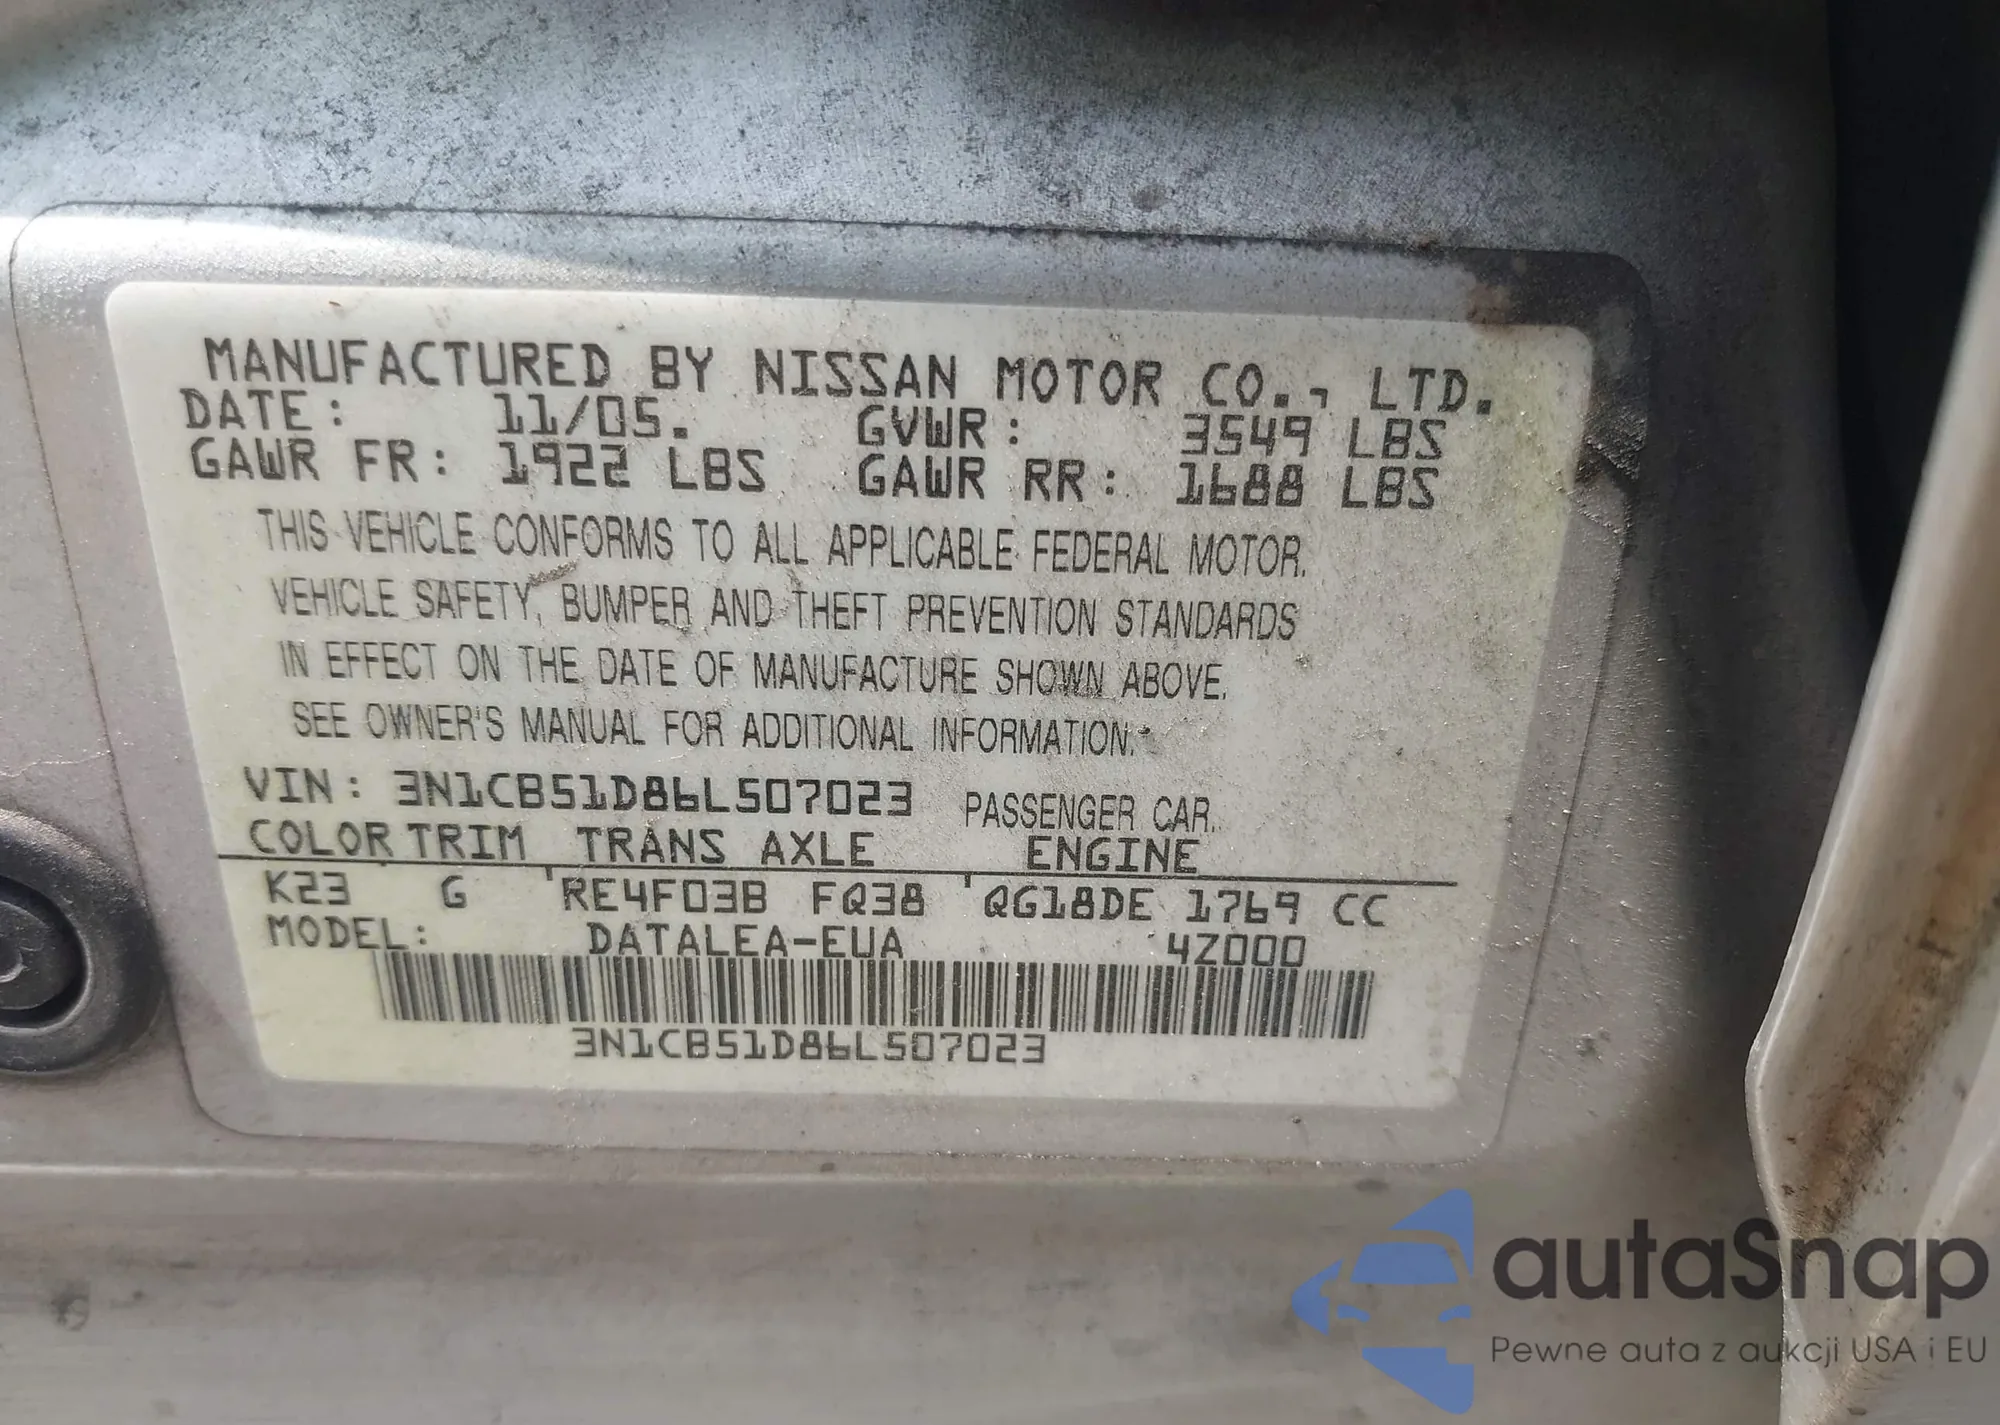 MANUFACTURED BY NISSAN MOTOR CO., LTD.
DATE: 11/05. GVWR: 3549 LBS
GAWR FR: 1922 LBS GAWR RR: 1688 LBS
THIS VEHICLE CONFORMS TO ALL APPLICABLE FEDERAL MOTOR
VEHICLE SAFETY, BUMPER AND THEFT PREVENTION STANDARDS
IN EFFECT ON THE DATE OF MANUFACTURE SHOWN ABOVE.
SEE OWNER'S MANUAL FOR ADDITIONAL INFORMATION.
VIN: 3N1CB51D86L507023 PASSENGER CAR
COLOR TRIM TRANS AXLE ENGINE
K23 G RE4F03B FQ38 QG18DE 1769 CC
MODEL: DATALEA-EUA 4Z000
3N1CB51D86L507023
autaSnap
Pewne auta z aukcji USA i EU